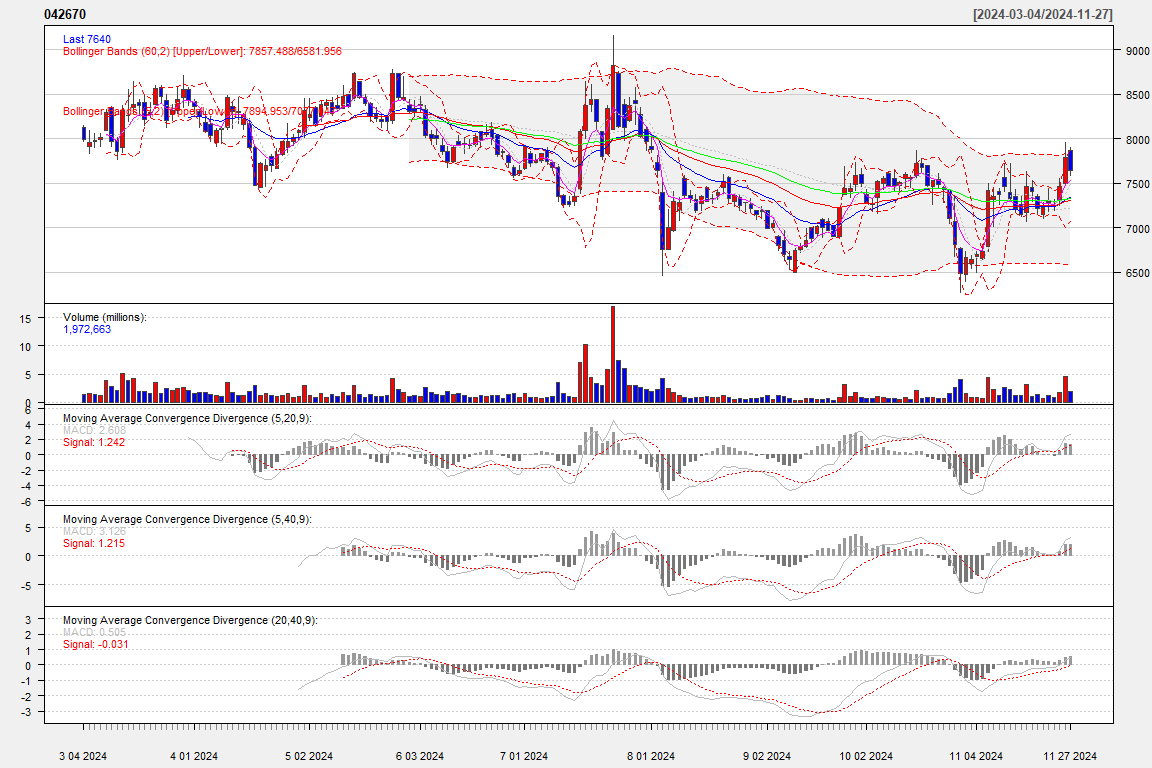 042670
[2024-03-04/2024-11-27]
Last 7640
Bollinger Bands (60,2) [Upper/Lower]: 7857.488/6581.956
Bollinger Bands
7894.953/70
9000
8500
8000
7500
7000
6500
Volume (millions):
1,972,663
15
10
5
0
Moving Average Convergence Divergence (5,20,9):
MACD: 2.608
Signal: 1.242
6
4
2
0
-2
-4
-6
Moving Average Convergence Divergence (5,40,9):
MACD: 3.126
Signal: 1.215
5
0
-5
Moving Average Convergence Divergence (20,40,9):
MACD: 0.505
Signal: -0.031
3
2
1
0
-1
-2
-3
3 04 2024
4 01 2024
5 02 2024
6 03 2024
7 01 2024
8 01 2024
9 02 2024
10 02 2024
11 04 2024
11 27 2024